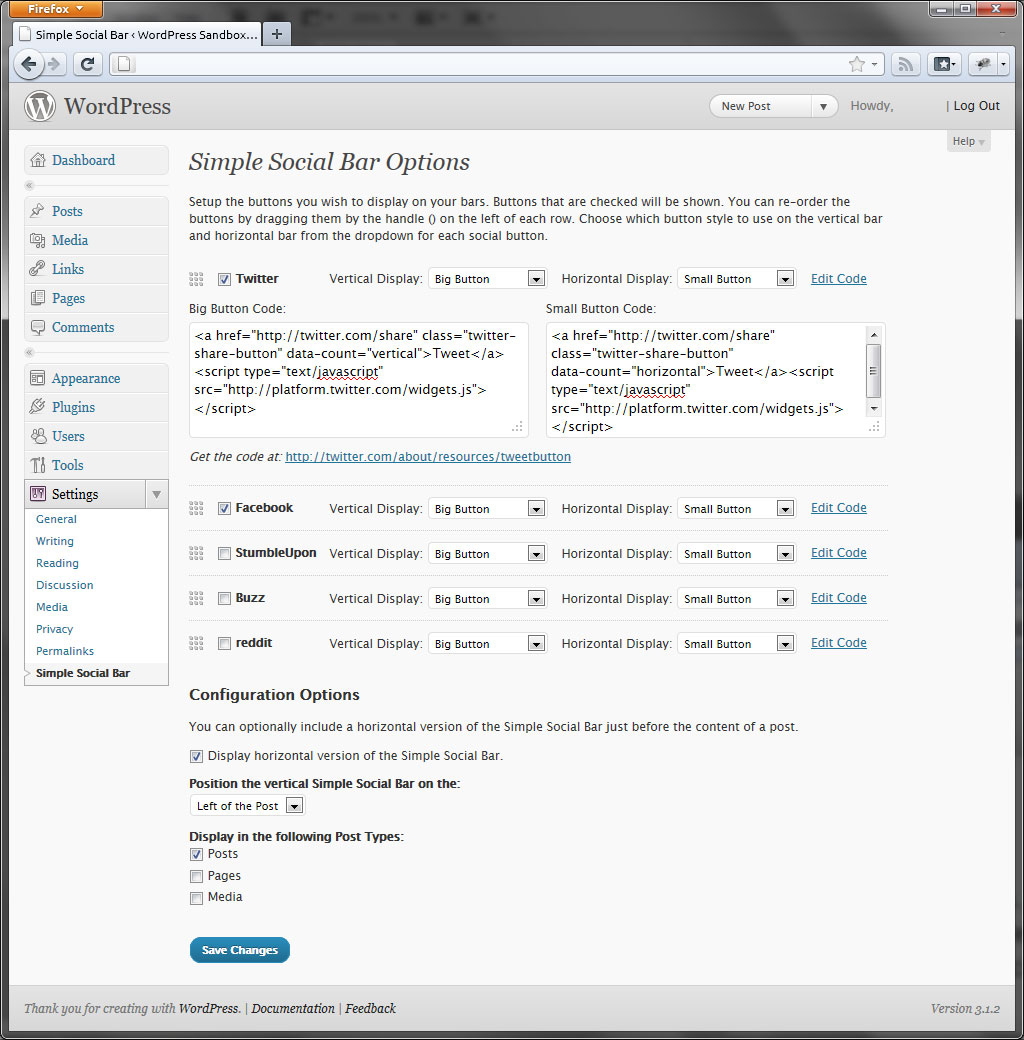 Firefox
Simple Social Bar ‹ WordPress Sandbox...
WordPress
New Post
Howdy,
| Log Out
Help
Dashboard
Posts
Media
Links
Pages
Comments
Appearance
Plugins
Users
Tools
Settings
General
Writing
Reading
Discussion
Media
Privacy
Permalinks
Simple Social Bar
Simple Social Bar Options
Setup the buttons you wish to display on your bars. Buttons that are checked will be shown. You can re-order the
buttons by dragging them by the handle () on the left of each row. Choose which button style to use on the vertical bar
and horizontal bar from the dropdown for each social button.
Twitter Vertical Display: Big Button Horizontal Display: Small Button Edit Code
Big Button Code:
<a href="http://twitter.com/share" class="twitter-
share-button" data-count="vertical">Tweet</a>
<script type="text/javascript"
src="http://platform.twitter.com/widgets.js">
</script>
Small Button Code:
<a href="http://twitter.com/share"
class="twitter-share-button"
data-count="horizontal">Tweet</a><script
type="text/javascript"
src="http://platform.twitter.com/widgets.js">
</script>
Get the code at: http://twitter.com/about/resources/tweetbutton
Facebook Vertical Display: Big Button Horizontal Display: Small Button Edit Code
StumbleUpon Vertical Display: Big Button Horizontal Display: Small Button Edit Code
Buzz Vertical Display: Big Button Horizontal Display: Small Button Edit Code
reddit Vertical Display: Big Button Horizontal Display: Small Button Edit Code
Configuration Options
You can optionally include a horizontal version of the Simple Social Bar just before the content of a post.
Display horizontal version of the Simple Social Bar.
Position the vertical Simple Social Bar on the:
Left of the Post
Display in the following Post Types:
Posts
Pages
Media
Save Changes
Thank you for creating with WordPress. | Documentation | Feedback
Version 3.1.2